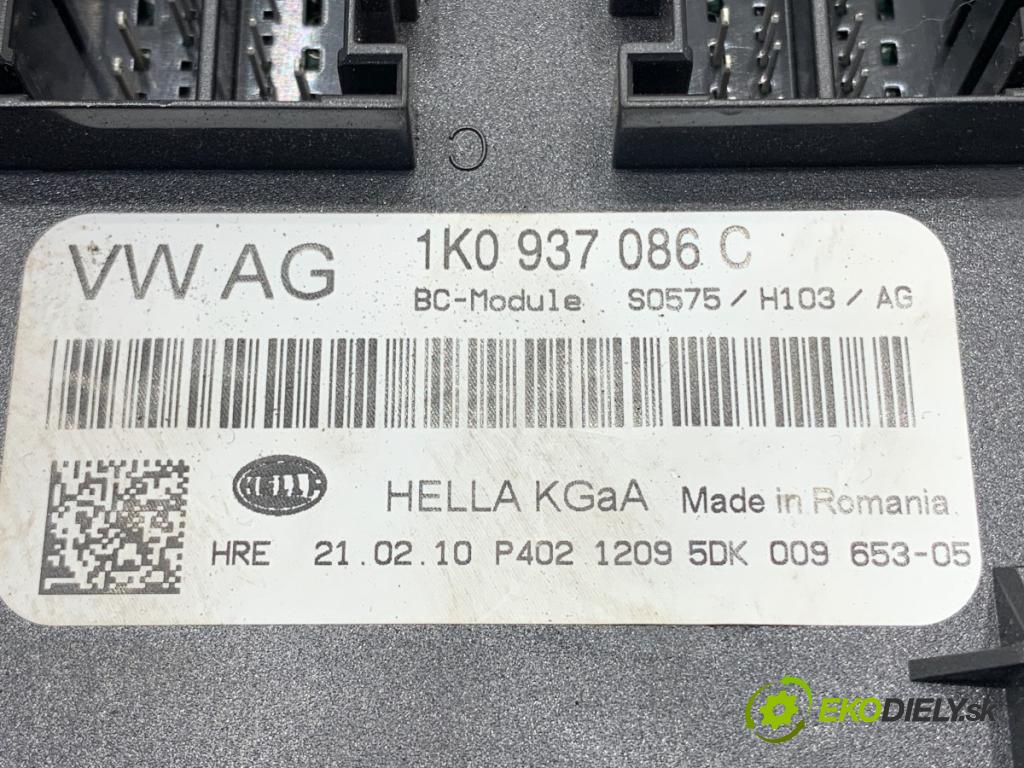 C
VW AG
1K0 937 086 C
BC-Module S0575 / H103 / AG
HELLA
HELLA KGaA Made in Romania
HRE 21.02.10 P402 1209 5DK 009 653-05
EKODIELY.sk